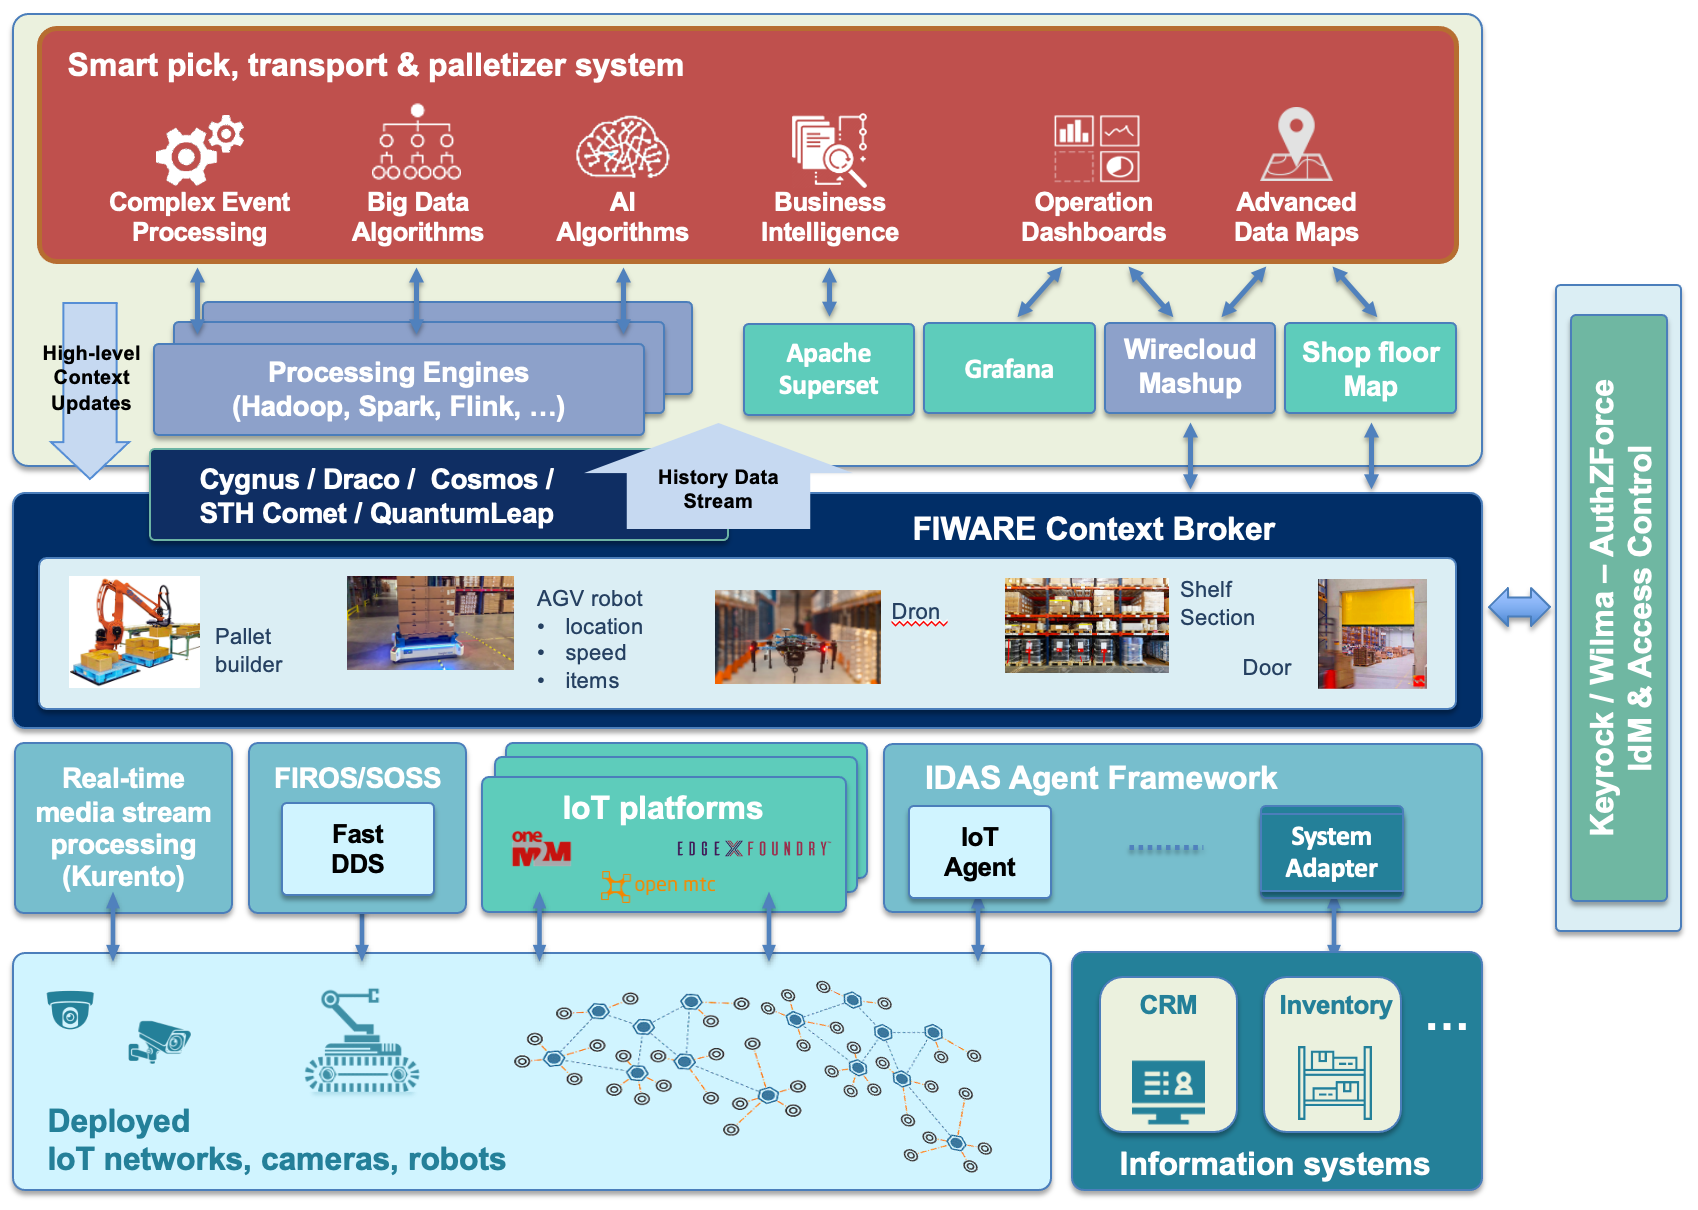 Smart pick, transport & palletizer system
Complex Event
Processing
Big Data
Algorithms
AI
Algorithms
Business
Intelligence
Operation
Dashboards
Advanced
Data Maps
High-level
Context
Updates
Processing Engines
(Hadoop, Spark, Flink, …)
Apache
Superset
Grafana
Wirecloud
Mashup
Shop floor
Map
Cygnus / Draco / Cosmos /
STH Comet / QuantumLeap
History Data
Stream
FIWARE Context Broker
Pallet
builder
AGV robot
• location
• speed
• items
Dron
Shelf
Section
Door
Keyrock / Wilma – AuthZForce
IdM & Access Control
Real-time
media stream
processing
(Kurento)
FIROS/SOSS
Fast
DDS
IoT platforms
one
M2M
EDGE X FOUNDRY™
open mtc
IDAS Agent Framework
IoT
Agent
System
Adapter
Deployed
IoT networks, cameras, robots
CRM
Inventory
...
Information systems